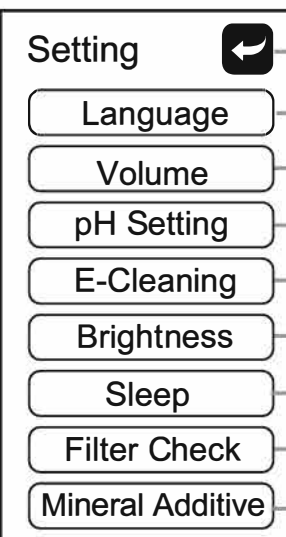 Setting
Language
Volume
pH Setting
E-Cleaning
Brightness
Sleep
Filter Check
Mineral Additive